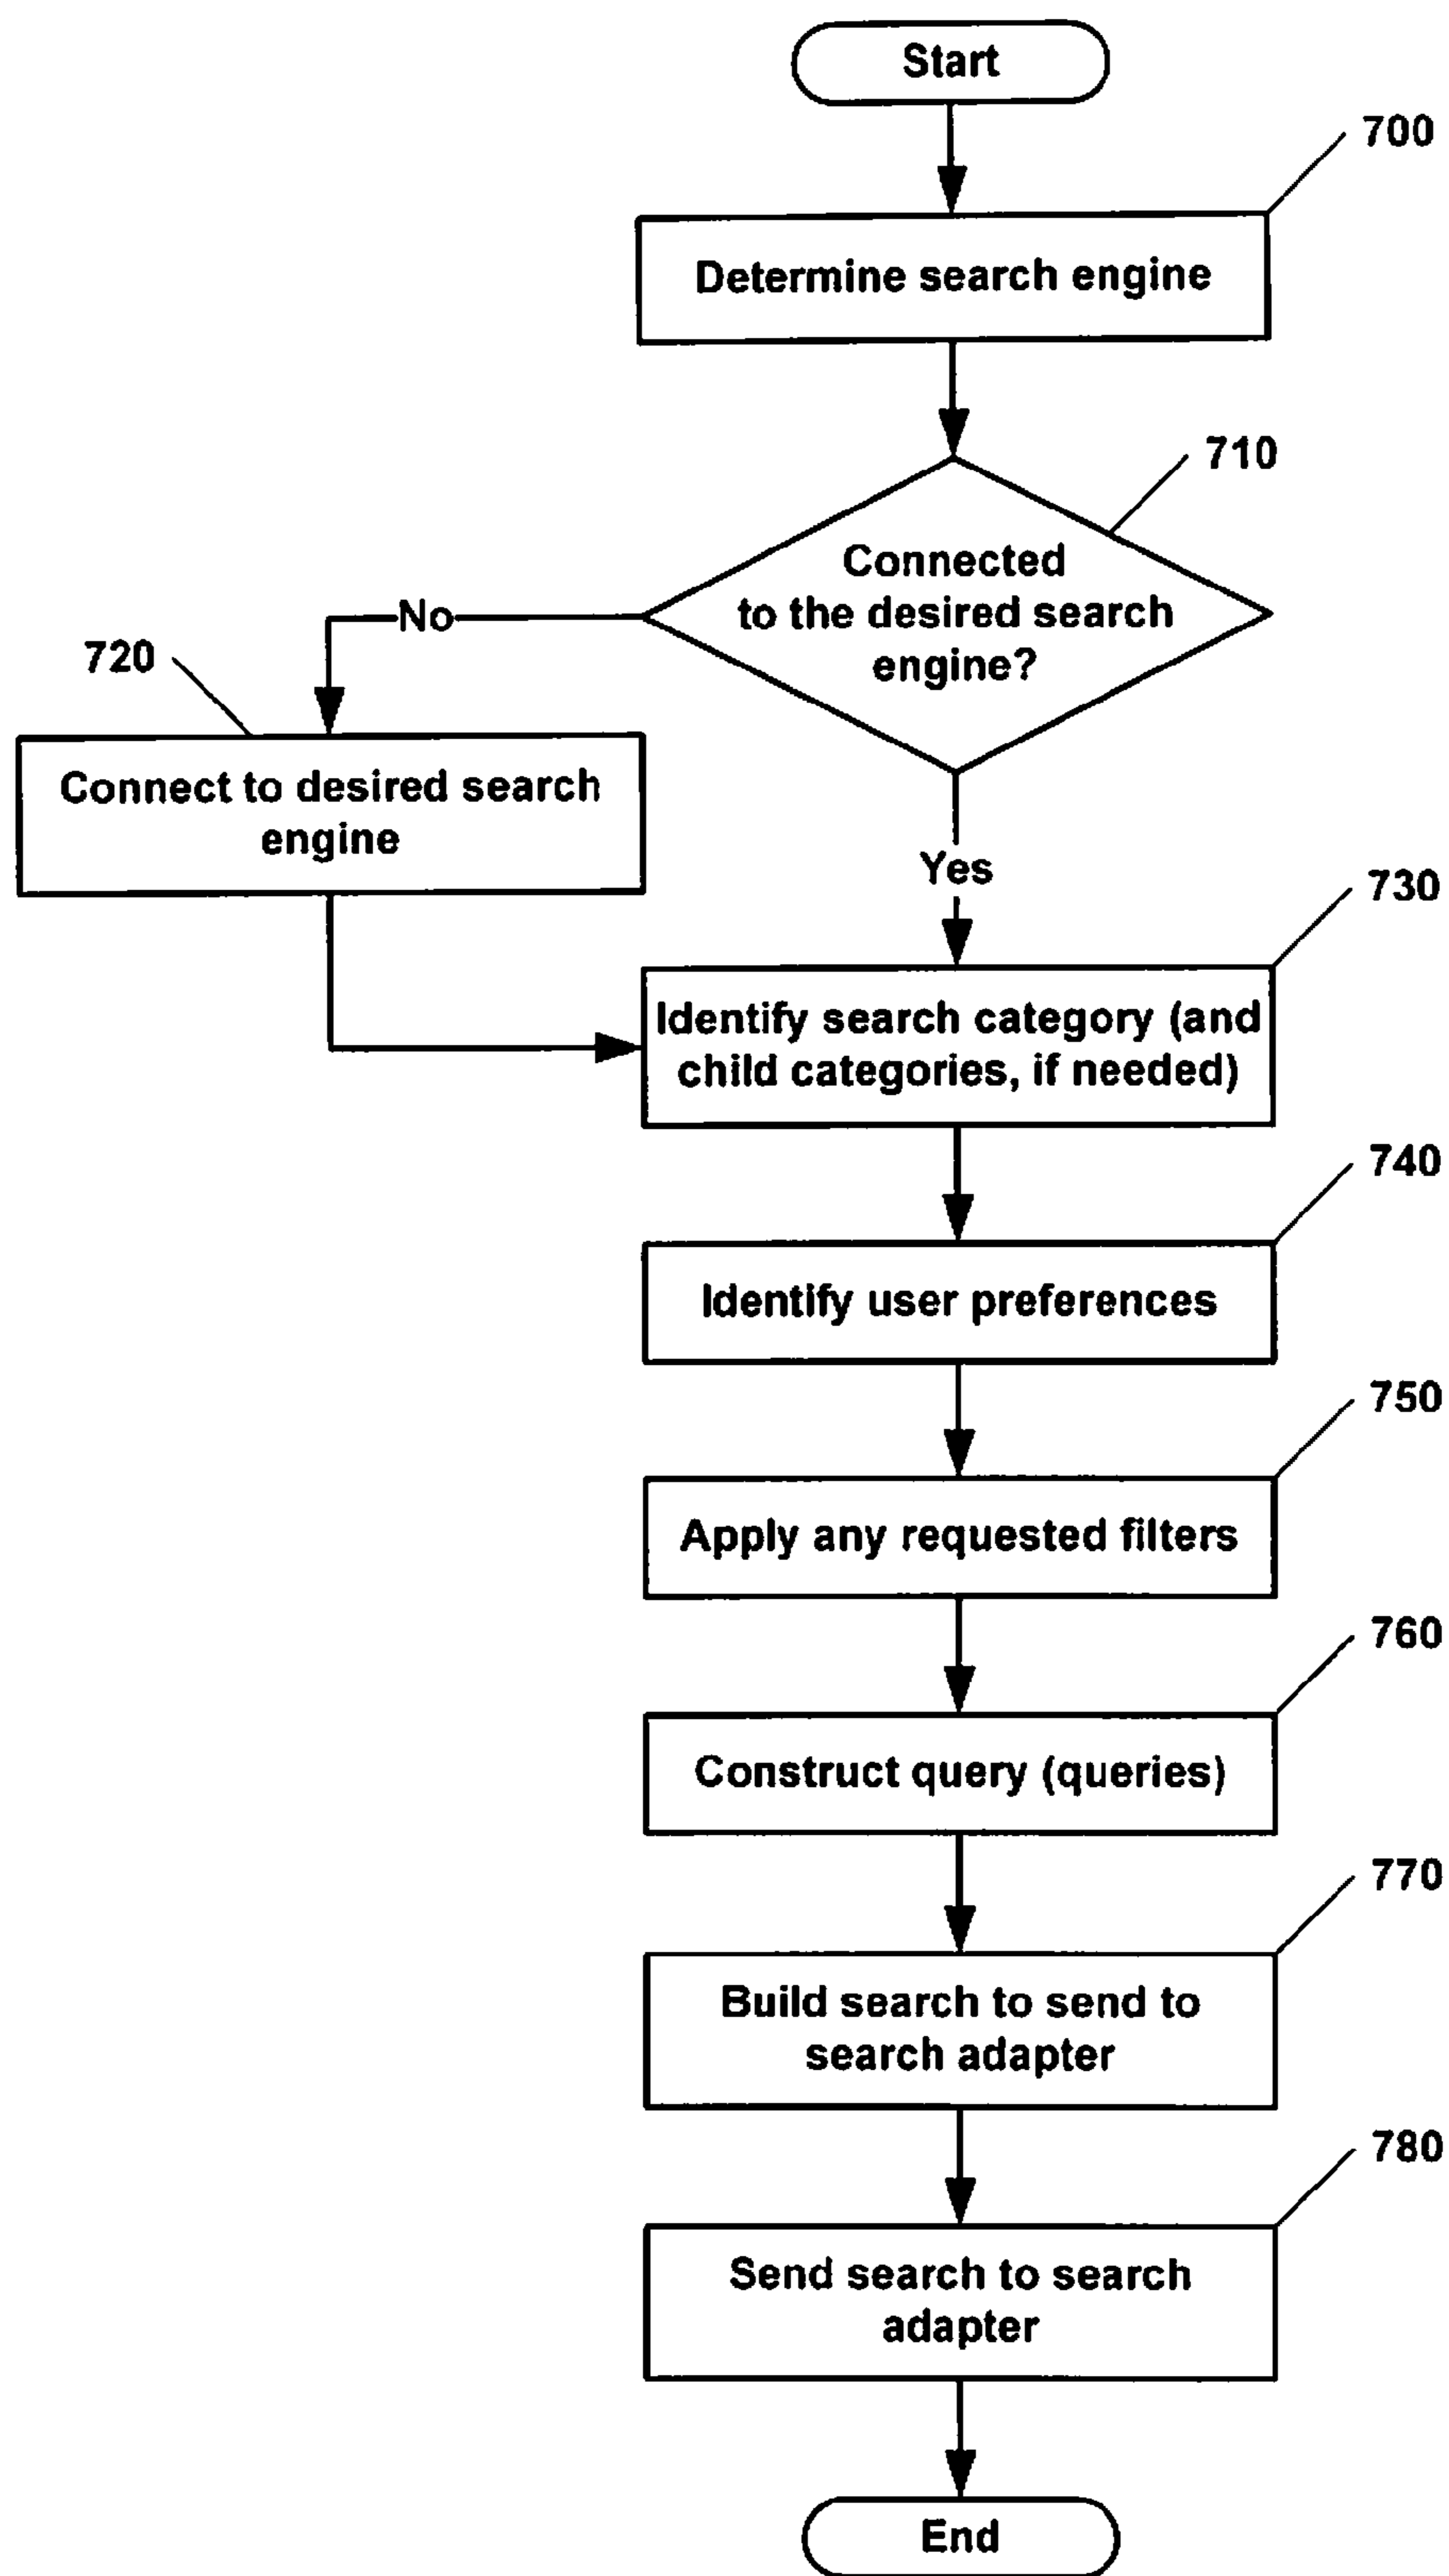 Start
700
Determine search engine
710
Connected
to the desired search
engine?
No
720
Connect to desired search
engine
Yes
730
Identify search category (and
child categories, if needed)
740
Identify user preferences
750
Apply any requested filters
760
Construct query (queries)
770
Build search to send to
search adapter
780
Send search to search
adapter
End